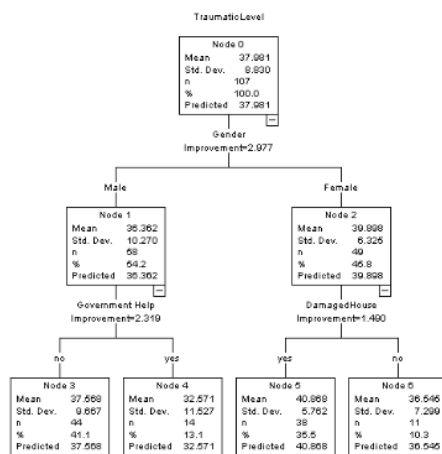 TraumaticLevel
Node 0
Mean 37.981
Std. Dev. 8.830
n 107
% 100.0
Predicted 37.981
Gender
Improvement=2.977
Male
Female
Node 1
Mean 36.362
Std. Dev. 10.270
n 58
% 54.2
Predicted 36.362
Node 2
Mean 39.898
Std. Dev. 6.325
n 49
% 45.8
Predicted 39.898
Government Help
Improvement=2.319
DamagedHouse
Improvement=1.490
no
yes
yes
no
Node 3
Mean 37.568
Std. Dev. 9.667
n 44
% 41.1
Predicted 37.568
Node 4
Mean 32.571
Std. Dev. 11.527
n 14
% 13.1
Predicted 32.571
Node 5
Mean 40.868
Std. Dev. 5.762
n 38
% 35.5
Predicted 40.868
Node 6
Mean 36.545
Std. Dev. 7.299
n 11
% 10.3
Predicted 36.545